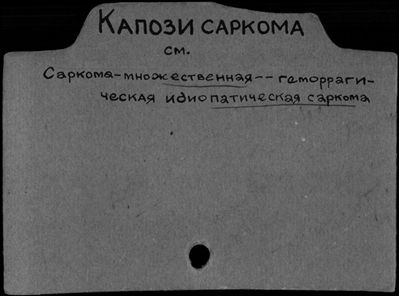 Капози саркома
см.
Саркома-множественная-- геморраги-
ческая идиопатическая саркома